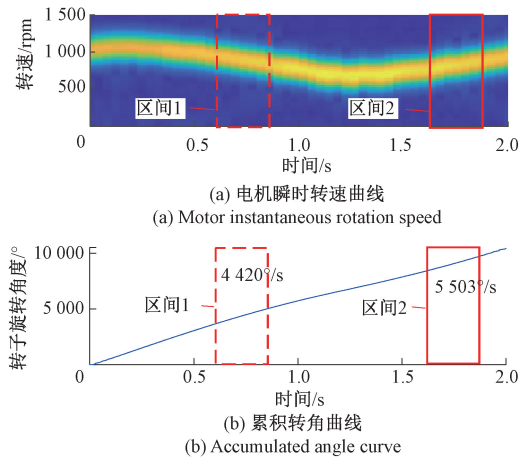 转速/rpm
1 500
1 000
500
0
区间1
区间2
0.5
1.0
1.5
2.0
时间/s
(a) 电机瞬时转速曲线
(a) Motor instantaneous rotation speed
转子旋转角度/°
10 000
5 000
0
4 420°/s
区间1
区间2
5 503°/s
0.5
1.0
1.5
2.0
时间/s
(b) 累积转角曲线
(b) Accumulated angle curve